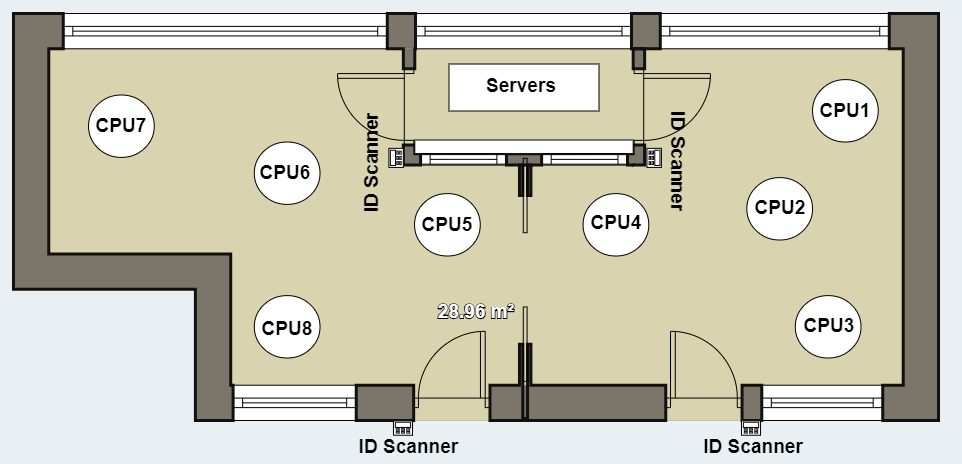 Servers
CPU7
CPU1
ID Scanner
ID Scanner
CPU6
CPU2
CPU5
CPU4
28.96 m²
CPU8
CPU3
ID Scanner
ID Scanner